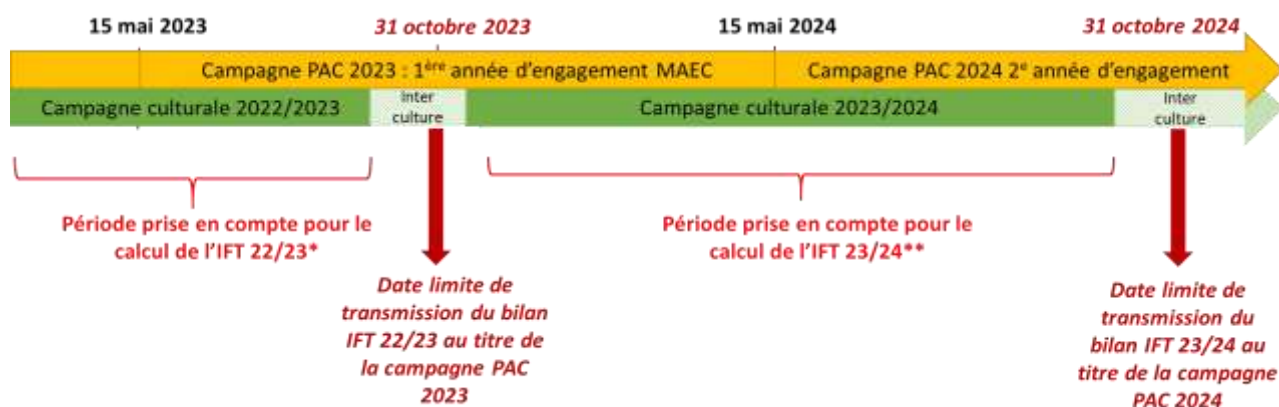 15 mai 2023
31 octobre 2023
15 mai 2024
31 octobre 2024
Campagne PAC 2023 : 1ère année d'engagement MAEC
Campagne PAC 2024 2e année d'engagement
Campagne culturale 2022/2023
Inter
culture
Campagne culturale 2023/2024
Inter
culture
Période prise en compte pour le
calcul de l'IFT 22/23*
Période prise en compte pour le
calcul de l'IFT 23/24**
Date limite de
transmission du bilan
IFT 22/23 au titre de
la campagne PAC
2023
Date limite de
transmission du
bilan IFT 23/24 au
titre de la campagne
PAC 2024